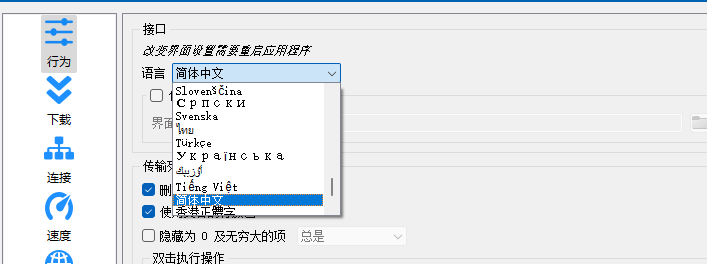 行为
下载
连接
速度
接口
改变界面设置需要重启应用程序
语言 简体中文
Slovenščina
Српски
Svenska
ไทย
Türkçe
Українська
أۇزبېك
Tiếng Việt
简体中文
香港正體字
界面
隐藏为 0 及无穷大的项 总是
双击执行操作